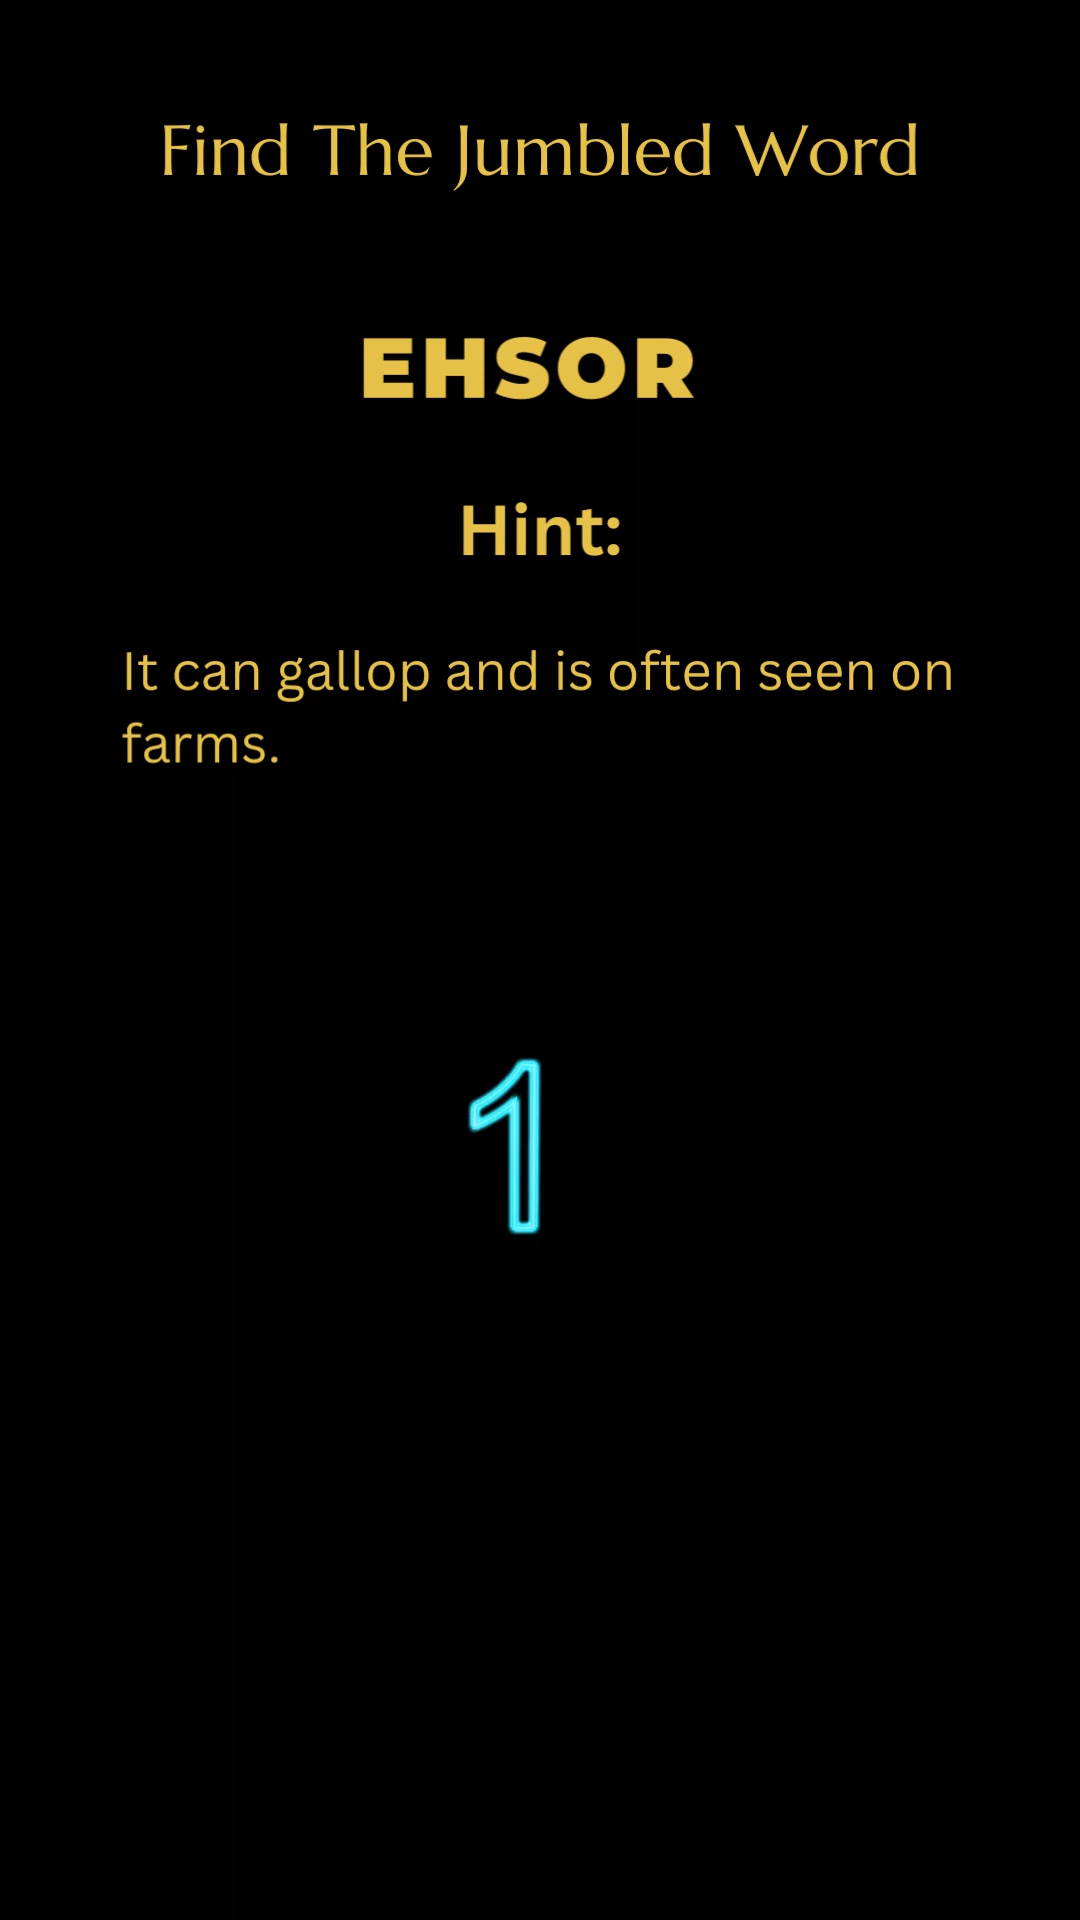 Find The Jumbled Word
EHSOR
Hint:
It can gallop and is often seen on
farms.
1